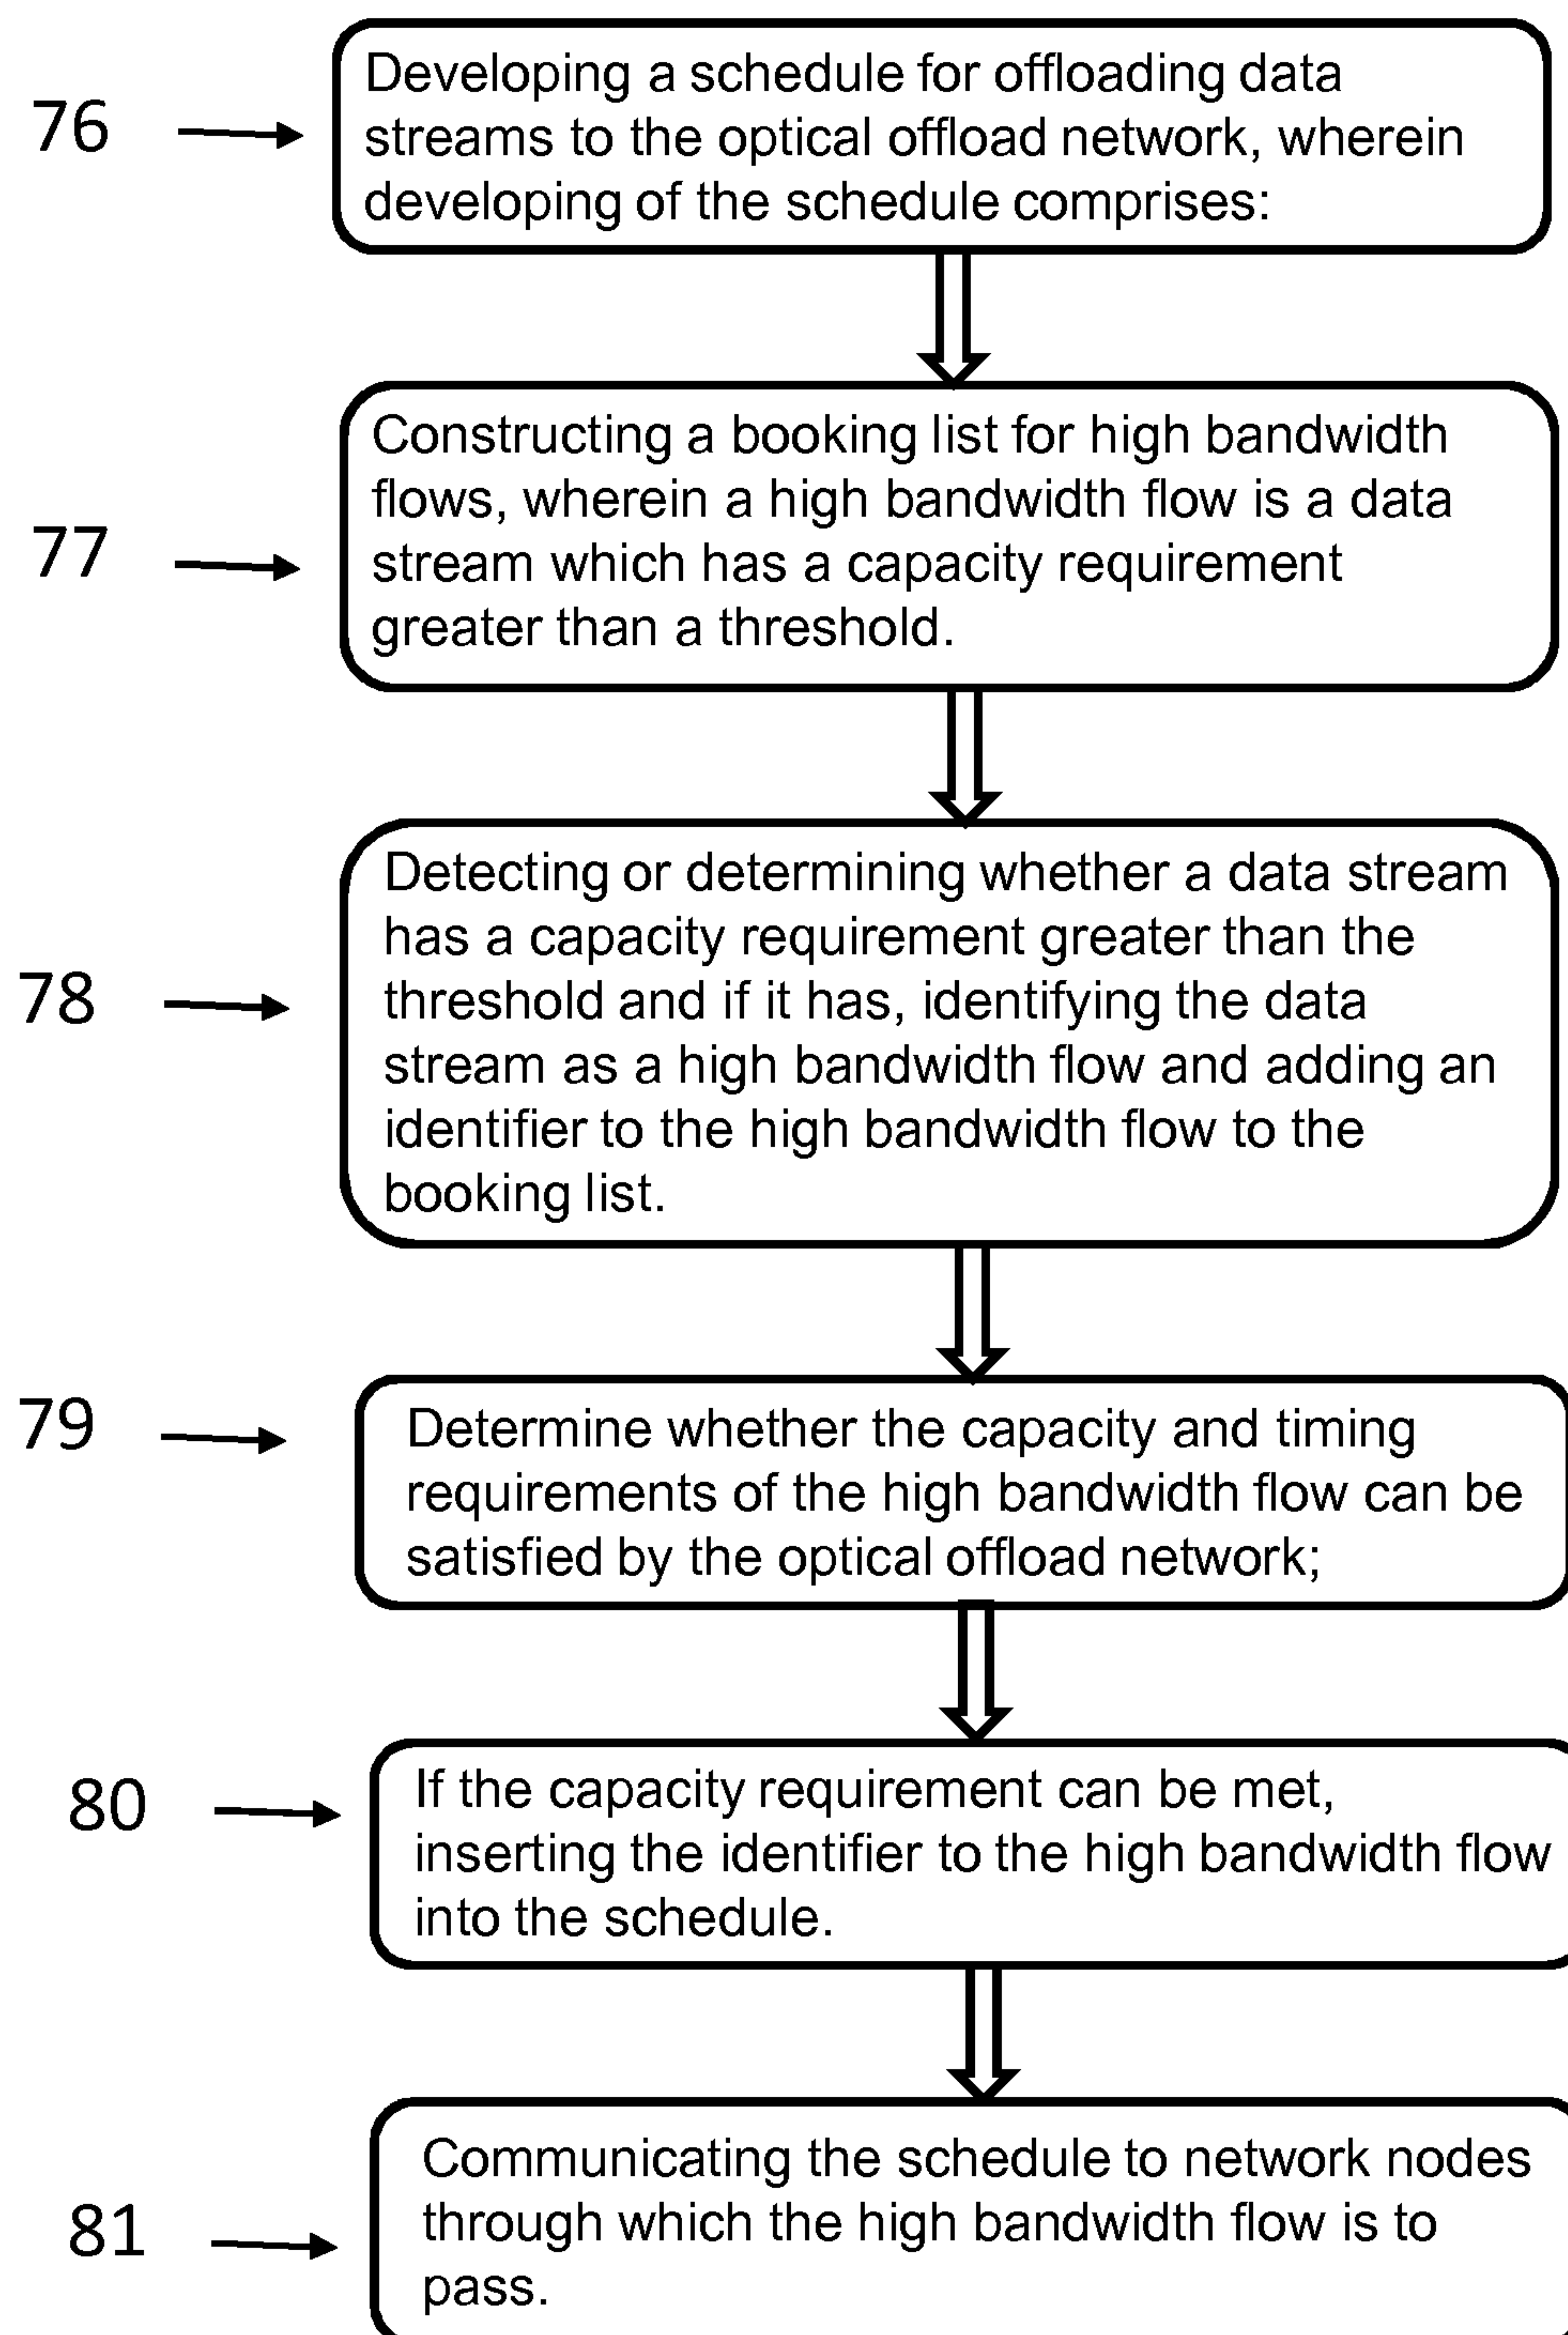 76
Developing a schedule for offloading data
streams to the optical offload network, wherein
developing of the schedule comprises:
77
Constructing a booking list for high bandwidth
flows, wherein a high bandwidth flow is a data
stream which has a capacity requirement
greater than a threshold.
78
Detecting or determining whether a data stream
has a capacity requirement greater than the
threshold and if it has, identifying the data
stream as a high bandwidth flow and adding an
identifier to the high bandwidth flow to the
booking list.
79
Determine whether the capacity and timing
requirements of the high bandwidth flow can be
satisfied by the optical offload network;
80
If the capacity requirement can be met,
inserting the identifier to the high bandwidth flow
into the schedule.
81
Communicating the schedule to network nodes
through which the high bandwidth flow is to
pass.